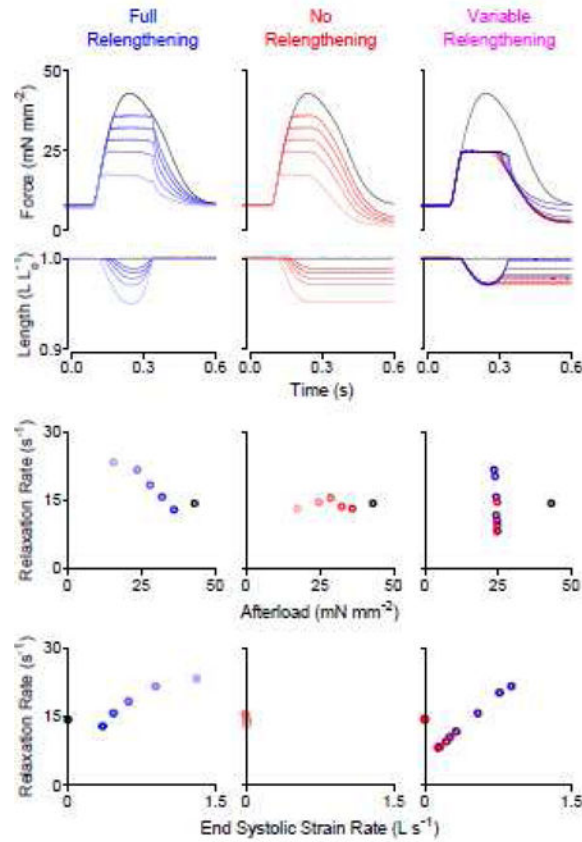 Full
Relengthening
No
Relengthening
Variable
Relengthening
Force (mN mm⁻²)
50
25
0
Length (L L₀⁻¹)
1.0
0.9
0.0 0.3 0.6
0.0 0.3 0.6
0.0 0.3 0.6
Time (s)
Relaxation Rate (s⁻¹)
30
15
0
0 25 50
0 25 50
0 25 50
Afterload (mN mm⁻²)
Relaxation Rate (s⁻¹)
30
15
0
0 1.5
0 1.5
0 1.5
End Systolic Strain Rate (L s⁻¹)